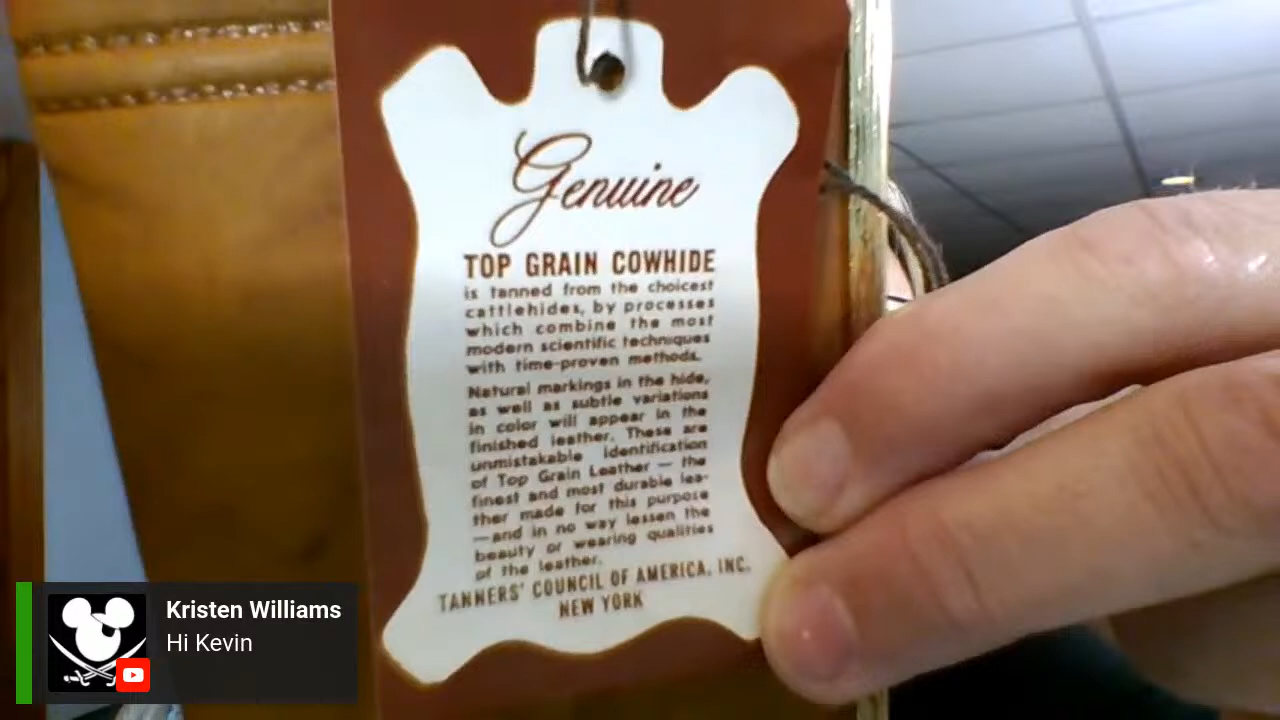 Genuine
TOP GRAIN COWHIDE
is tanned from the choicest
cattlehides, by processes
which combine the most
modern scientific techniques
with time-proven methods.
Natural markings in the hide,
as well as subtle variations
in color will appear in the
finished leather. These are
unmistakable identification
of Top Grain Leather — the
finest and most durable lea-
ther made for this purpose
—and in no way lessen the
beauty or wearing qualities
of the leather.
TANNERS' COUNCIL OF AMERICA, INC.
NEW YORK
Kristen Williams
Hi Kevin